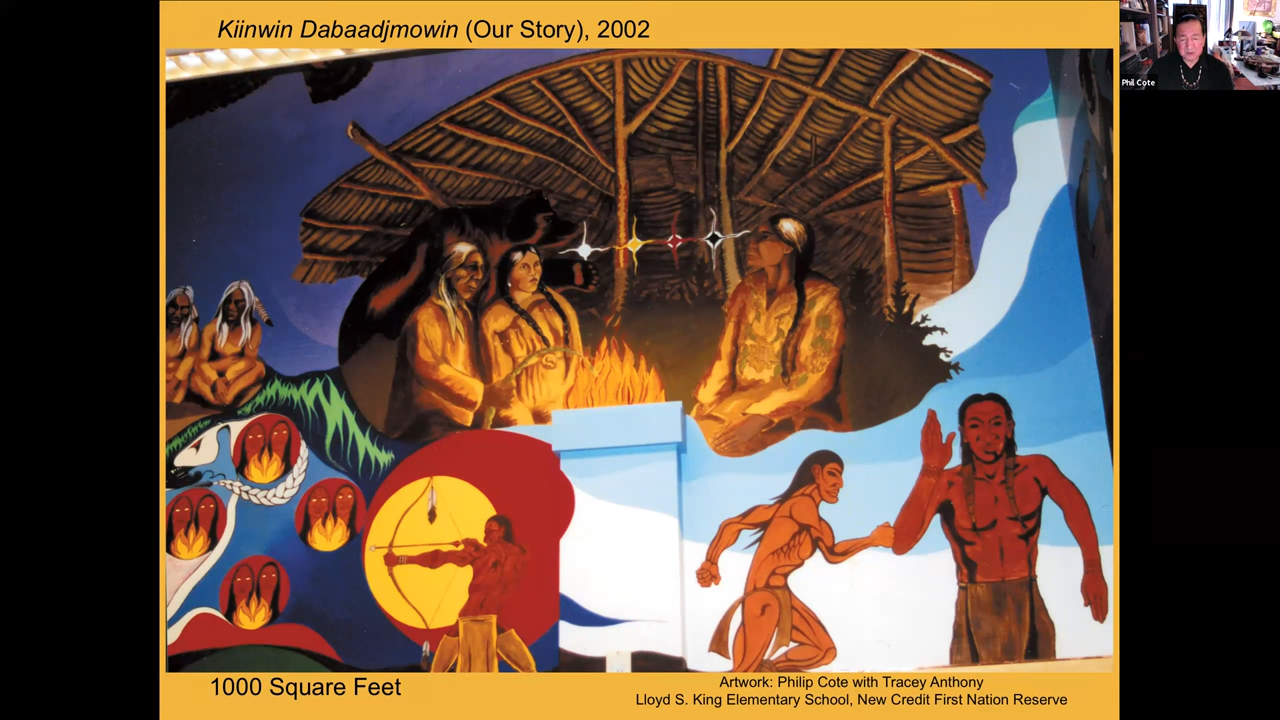 Kiinwin Dabaadjmowin (Our Story), 2002
Phil Cote
1000 Square Feet
Artwork: Philip Cote with Tracey Anthony
Lloyd S. King Elementary School, New Credit First Nation Reserve